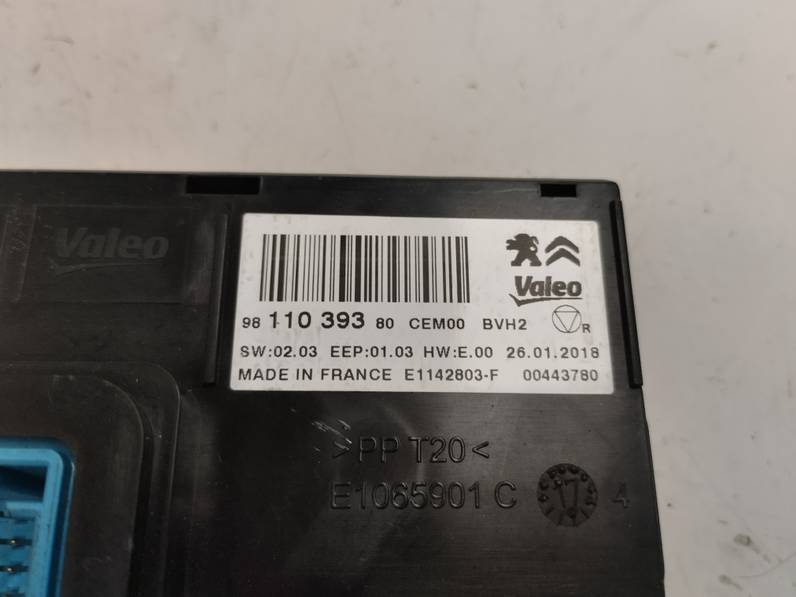 Valeo
Valeo
98 110 393 80 CEM00 BVH2
R
SW:02.03 EEP:01.03 HW:E.00 26.01.2018
MADE IN FRANCE E1142803-F 00443780
>PP T20<
E1065901 C 17 4